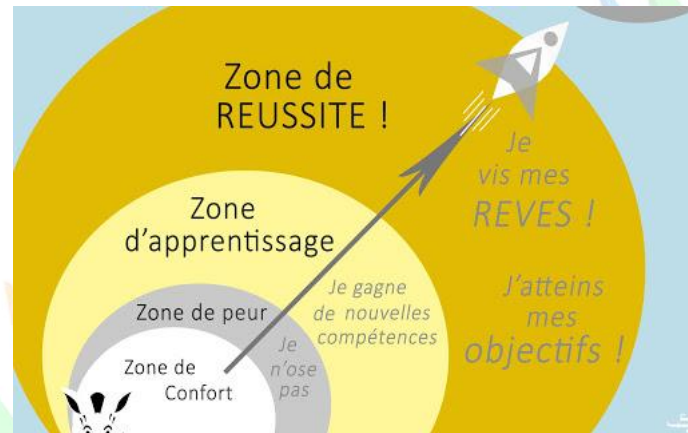 Zone de
REUSSITE !
Je
vis mes
REVES !
Zone
d'apprentissage
Je gagne
de nouvelles
compétences
J'atteins
mes
objectifs !
Zone de peur
Je
n'ose
pas
Zone de
Confort